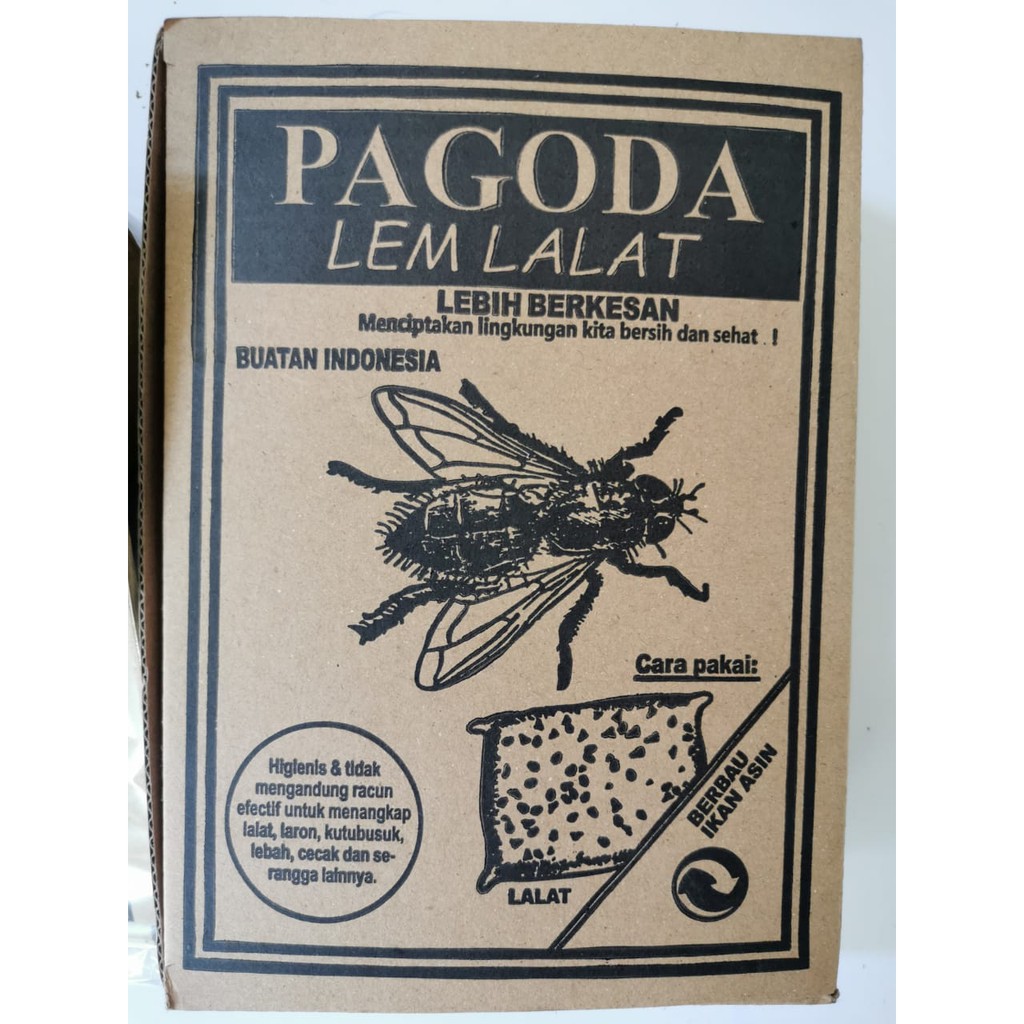 PAGODA
LEM LALAT
LEBIH BERKESAN
Menciptakan lingkungan kita bersih dan sehat . !
BUATAN INDONESIA
Cara pakai:
Higienis & tidak
mengandung racun
efectif untuk menangkap
lalat, laron, kutubusuk,
lebah, cecak dan se-
rangga lainnya.
LALAT
BERBAU
IKAN ASIN